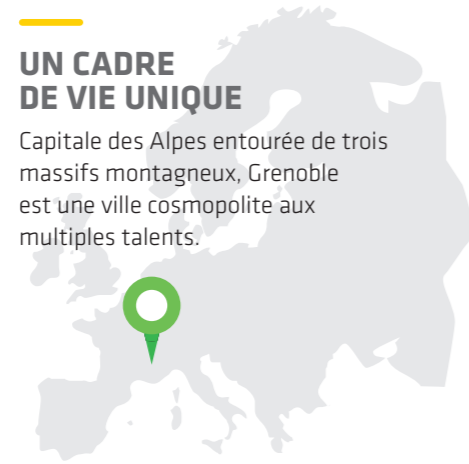 UN CADRE
DE VIE UNIQUE
Capitale des Alpes entourée de trois
massifs montagneux, Grenoble
est une ville cosmopolite aux
multiples talents.